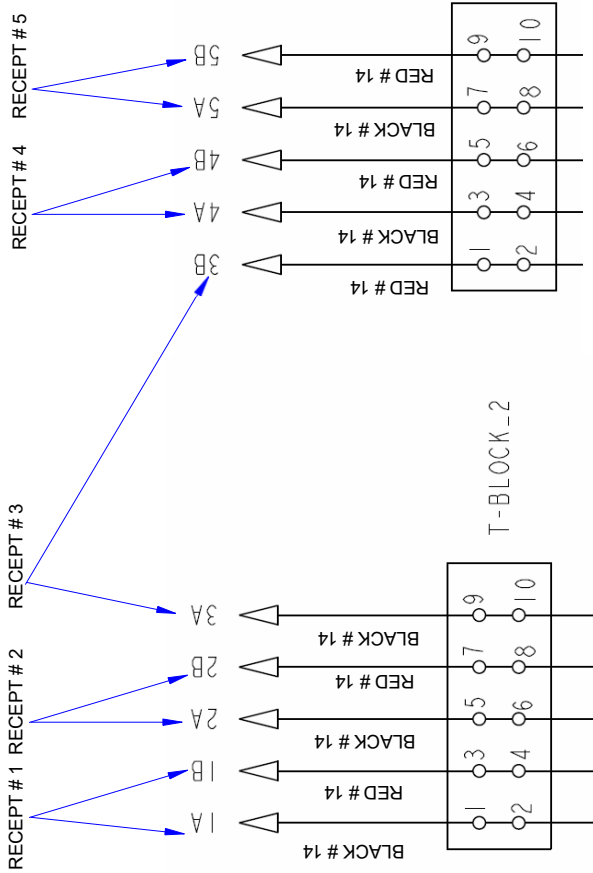 RECEPT # 5
5B
5A
RED # 14
9
10
BLACK # 14
7
8
RECEPT # 4
4B
4A
RED # 14
5
6
BLACK # 14
3
4
3B
RED # 14
1
2
RECEPT # 3
T-BLOCK_2
3A
BLACK # 14
9
10
RECEPT # 2
2B
RED # 14
7
8
2A
BLACK # 14
5
6
RECEPT # 1
1B
RED # 14
3
4
1A
BLACK # 14
1
2